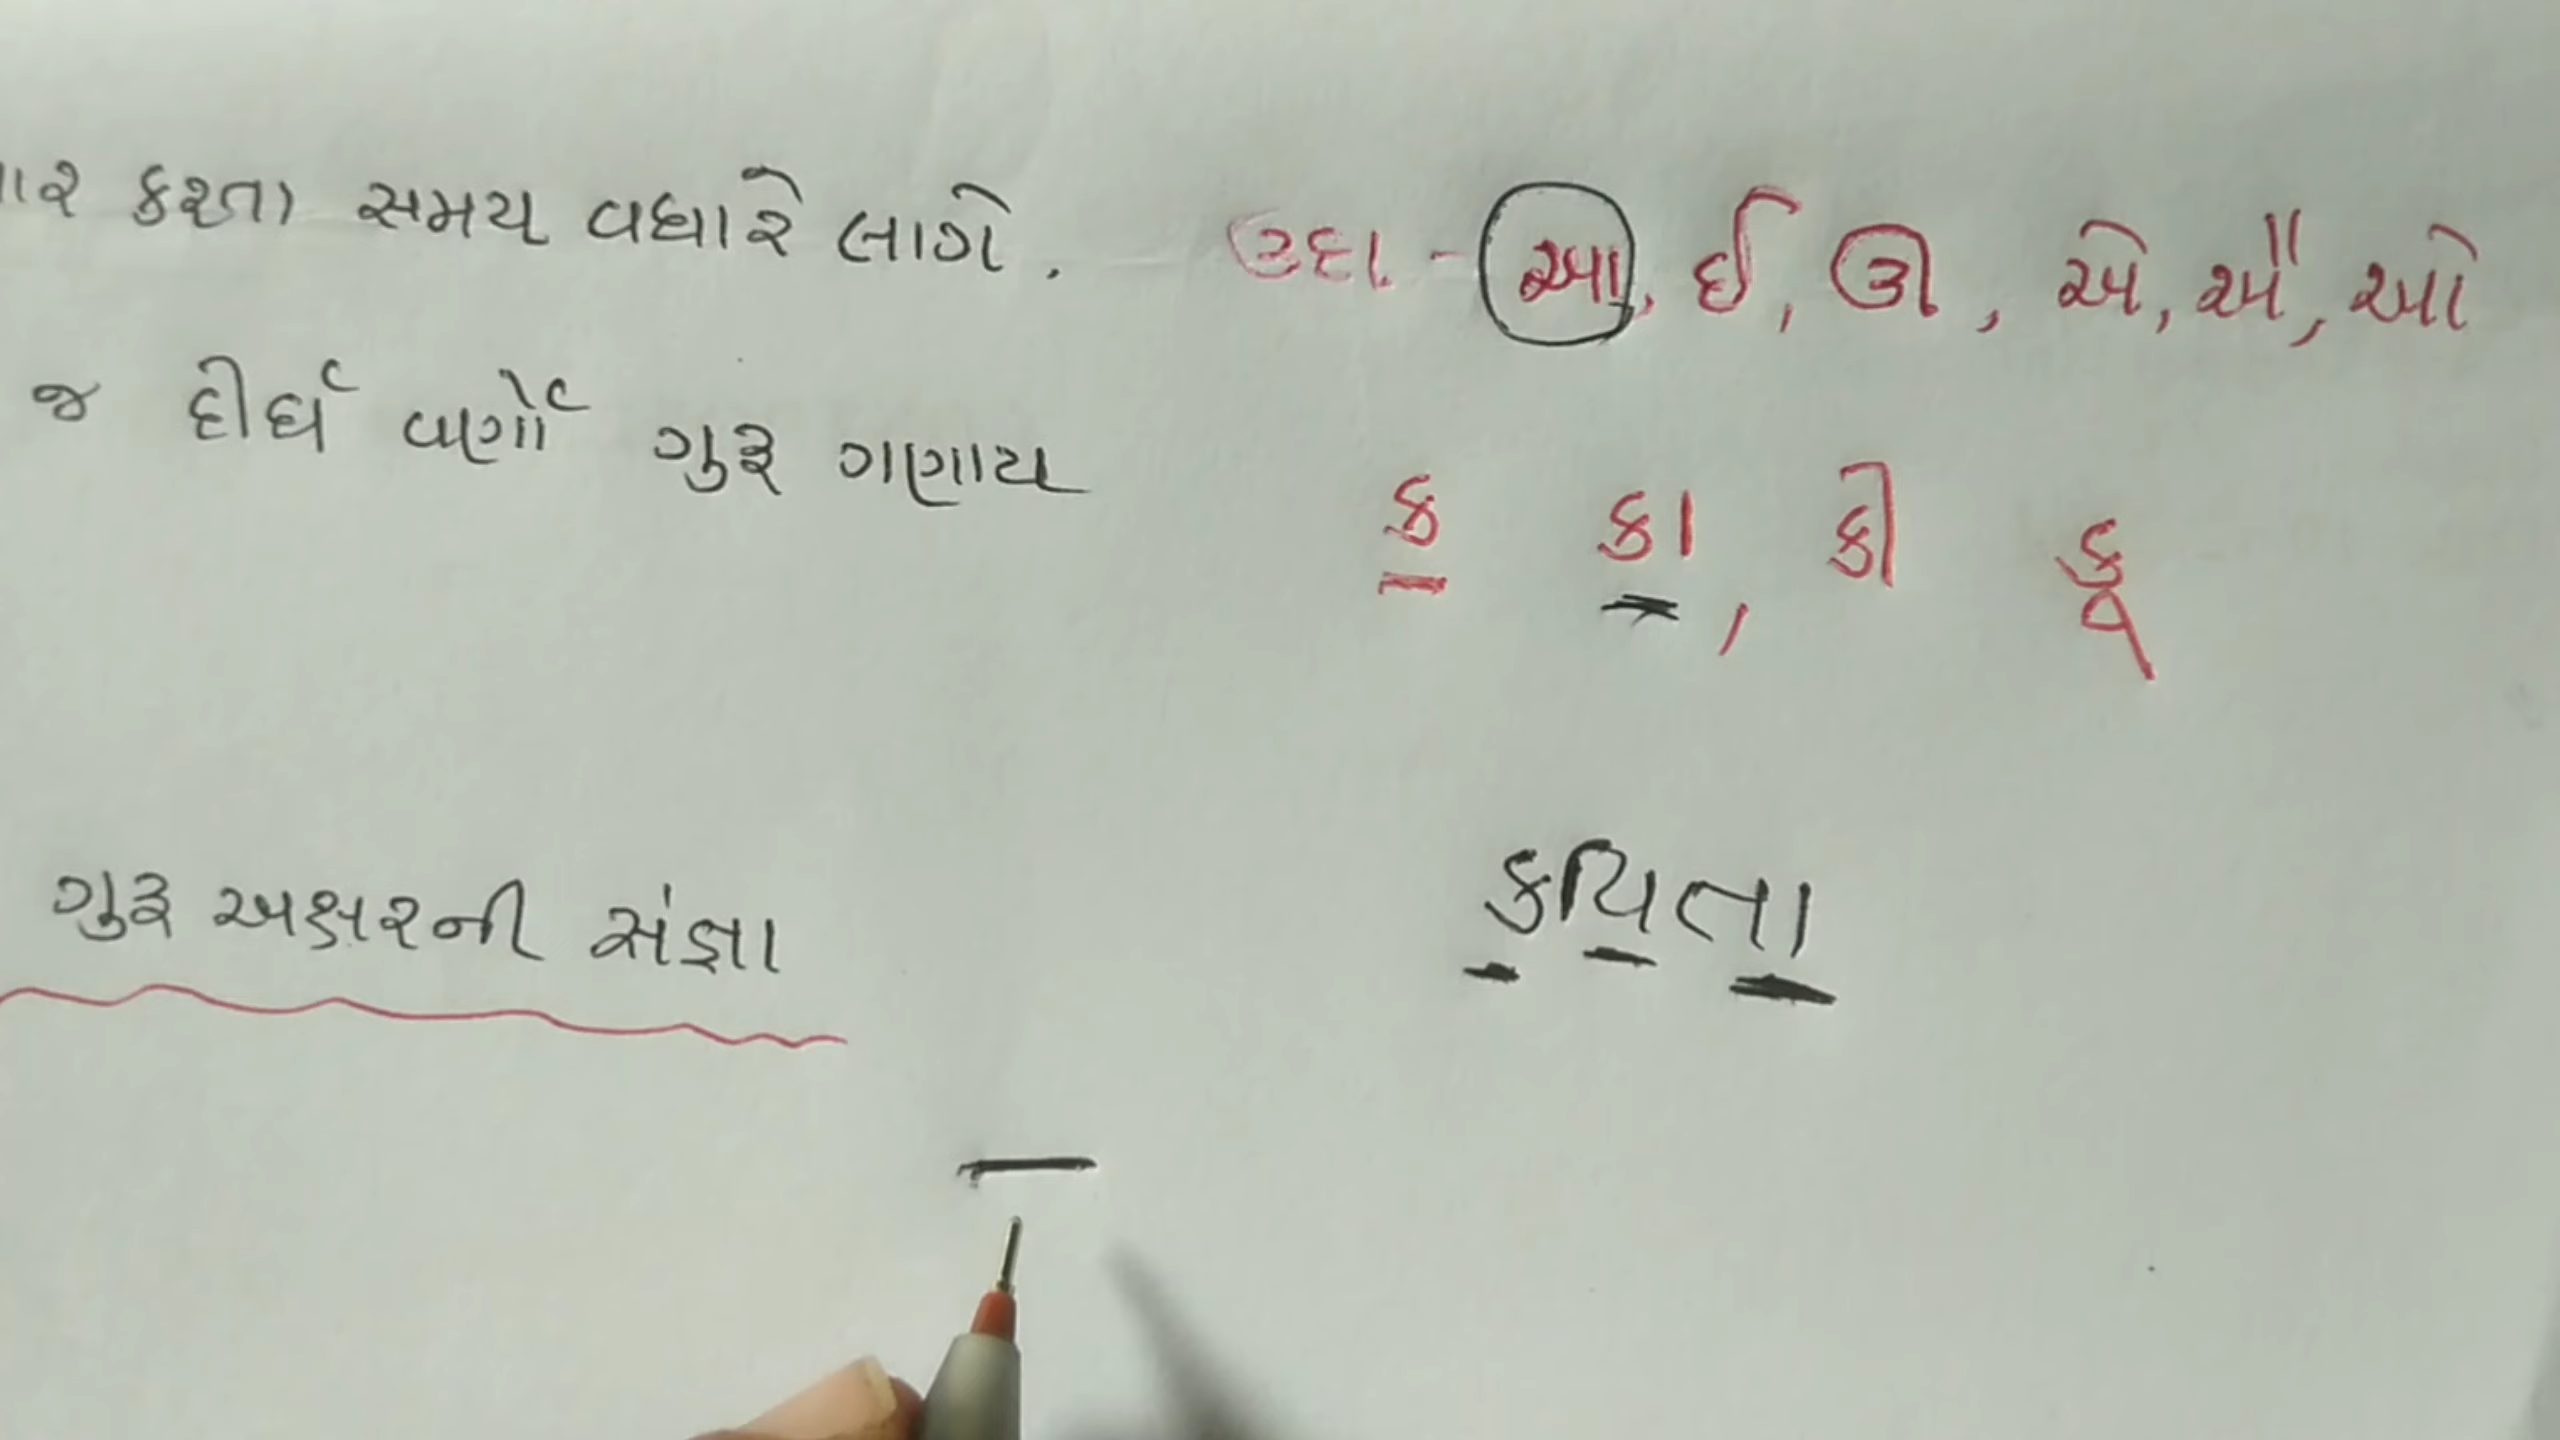 કરતા સમય વધારે લાગે. ઉદા - આ, ઈ, ઊ, એ, ઐ, ઓ
જ દીર્ઘ વર્ણો ગુરૂ ગણાય
ક કા, કી કૂ
ગુરૂ અક્ષરની સંજ્ઞા
કવિતા